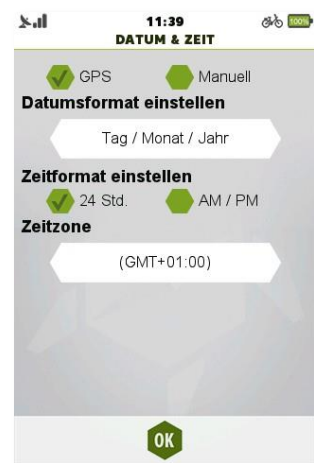 11:39 100%
DATUM & ZEIT
GPS Manuell
Datumsformat einstellen
Tag / Monat / Jahr
Zeitformat einstellen
24 Std. AM / PM
Zeitzone
(GMT+01:00)
OK